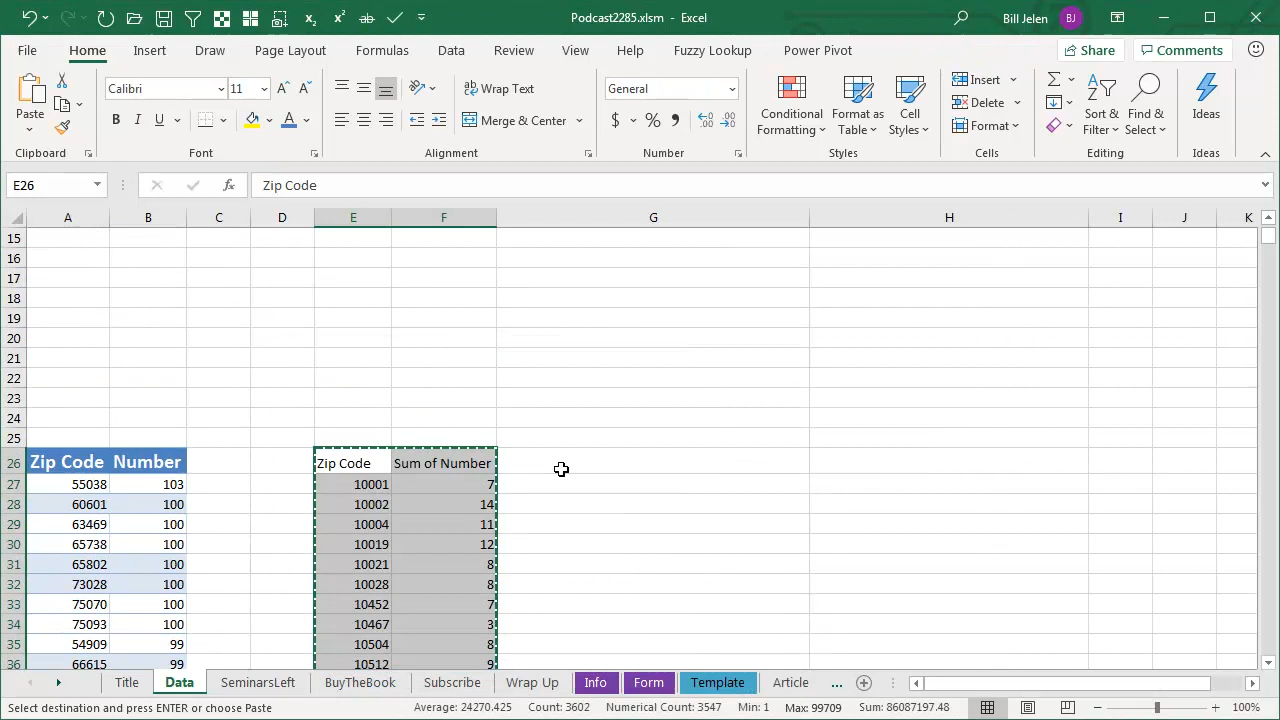 Podcast2285.xlsm - Excel
Bill Jelen BJ
File Home Insert Draw Page Layout Formulas Data Review View Help Fuzzy Lookup Power Pivot Share Comments
Paste
Calibri 11
B I U A
Wrap Text
Merge & Center
General
$ % ,
Conditional Formatting
Format as Table
Cell Styles
Insert
Delete
Format
Sort & Filter
Find & Select
Ideas
Clipboard Font Alignment Number Styles Cells Editing Ideas
E26 fx Zip Code
A B C D E F G H I J K
15
16
17
18
19
20
21
22
23
24
25
26 Zip Code Number Zip Code Sum of Number
27 55038 103 10001 7
28 60601 100 10002 14
29 63469 100 10004 11
30 65738 100 10019 12
31 65802 100 10021 8
32 73028 100 10028 8
33 75070 100 10452 7
34 75093 100 10467 3
35 54909 99 10504 8
36 66615 99 10512 9
Title Data SeminarsLeft BuyTheBook Subscribe Wrap Up Info Form Template Article ...
Select destination and press ENTER or choose Paste Average: 24270.425 Count: 3602 Numerical Count: 3547 Min: 1 Max: 99709 Sum: 86087197.48 100%